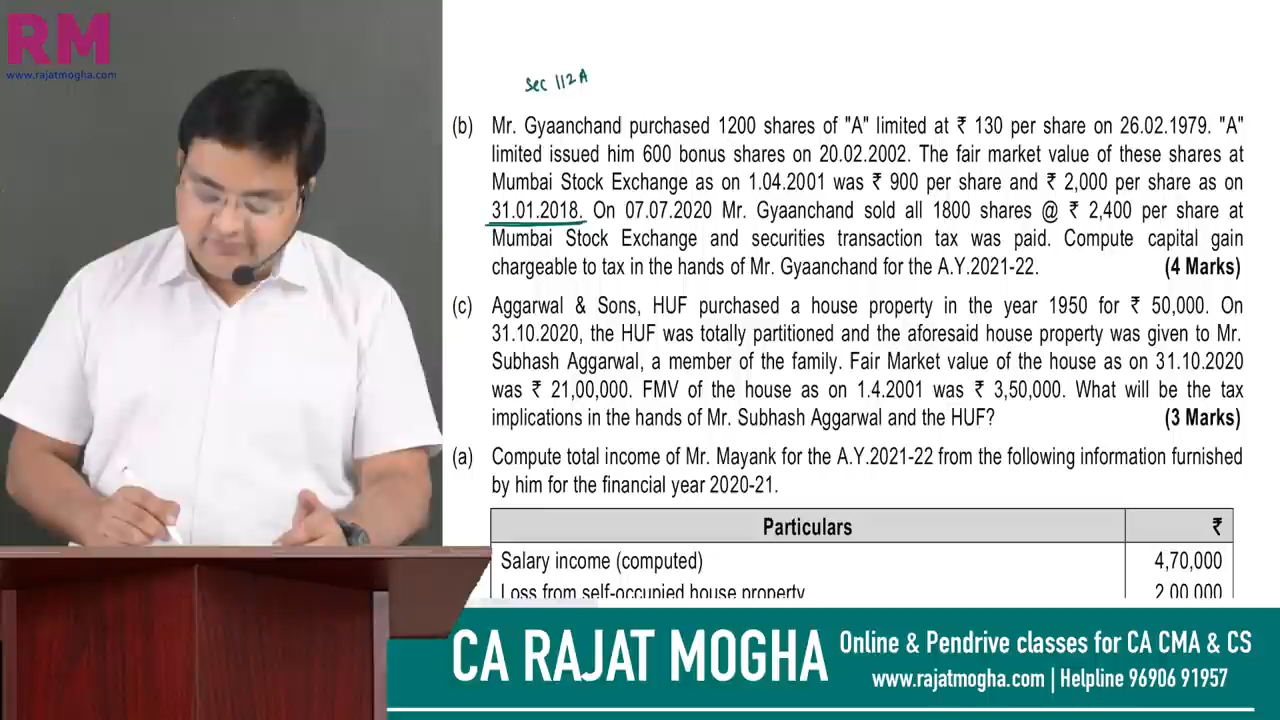 RM
www.rajatmogha.com
Sec 112A
(b) Mr. Gyaanchand purchased 1200 shares of "A" limited at ₹ 130 per share on 26.02.1979. "A"
limited issued him 600 bonus shares on 20.02.2002. The fair market value of these shares at
Mumbai Stock Exchange as on 1.04.2001 was ₹ 900 per share and ₹ 2,000 per share as on
31.01.2018. On 07.07.2020 Mr. Gyaanchand sold all 1800 shares @ ₹ 2,400 per share at
Mumbai Stock Exchange and securities transaction tax was paid. Compute capital gain
chargeable to tax in the hands of Mr. Gyaanchand for the A.Y.2021-22. (4 Marks)
(c) Aggarwal & Sons, HUF purchased a house property in the year 1950 for ₹ 50,000. On
31.10.2020, the HUF was totally partitioned and the aforesaid house property was given to Mr.
Subhash Aggarwal, a member of the family. Fair Market value of the house as on 31.10.2020
was ₹ 21,00,000. FMV of the house as on 1.4.2001 was ₹ 3,50,000. What will be the tax
implications in the hands of Mr. Subhash Aggarwal and the HUF? (3 Marks)
(a) Compute total income of Mr. Mayank for the A.Y.2021-22 from the following information furnished
by him for the financial year 2020-21.
Particulars ₹
Salary income (computed) 4,70,000
Loss from self-occupied house property 2,00,000
CA RAJAT MOGHA
Online & Pendrive classes for CA CMA & CS
www.rajatmogha.com | Helpline 96906 91957